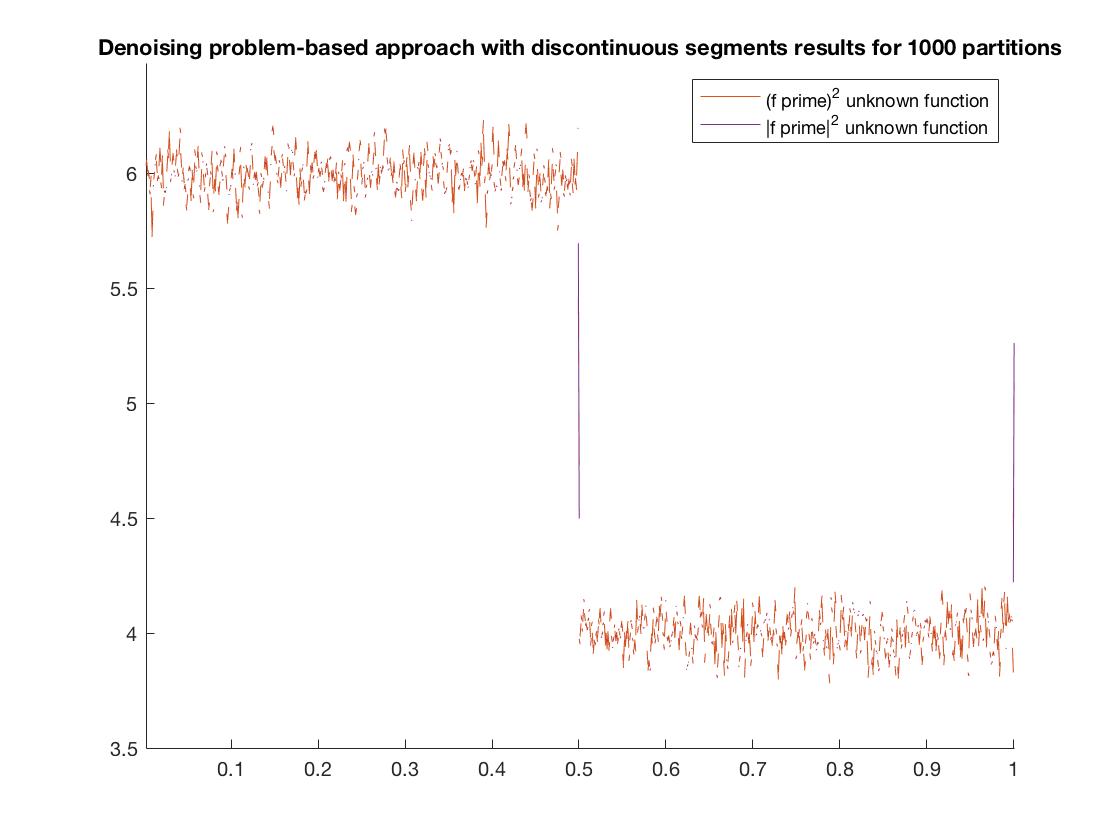 Denoising problem-based approach with discontinuous segments results for 1000 partitions
(f prime)² unknown function
|f prime|² unknown function
6
5.5
5
4.5
4
3.5
0.1 0.2 0.3 0.4 0.5 0.6 0.7 0.8 0.9 1